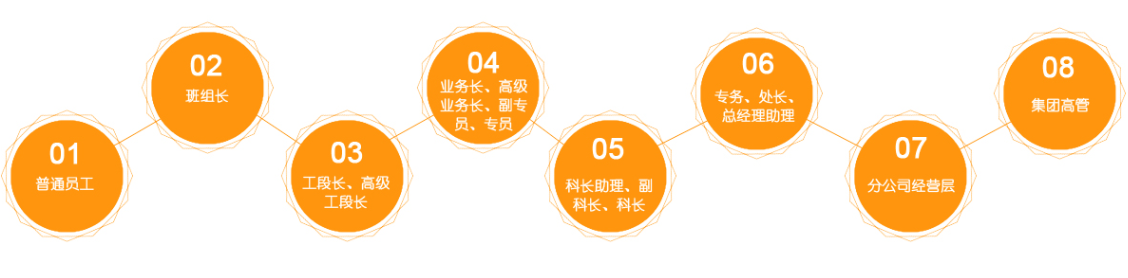 01
普通员工
02
班组长
03
工段长、高级
工段长
04
业务长、高级
业务长、副专
员、专员
05
科长助理、副
科长、科长
06
专务、处长、
总经理助理
07
分公司经营层
08
集团高管